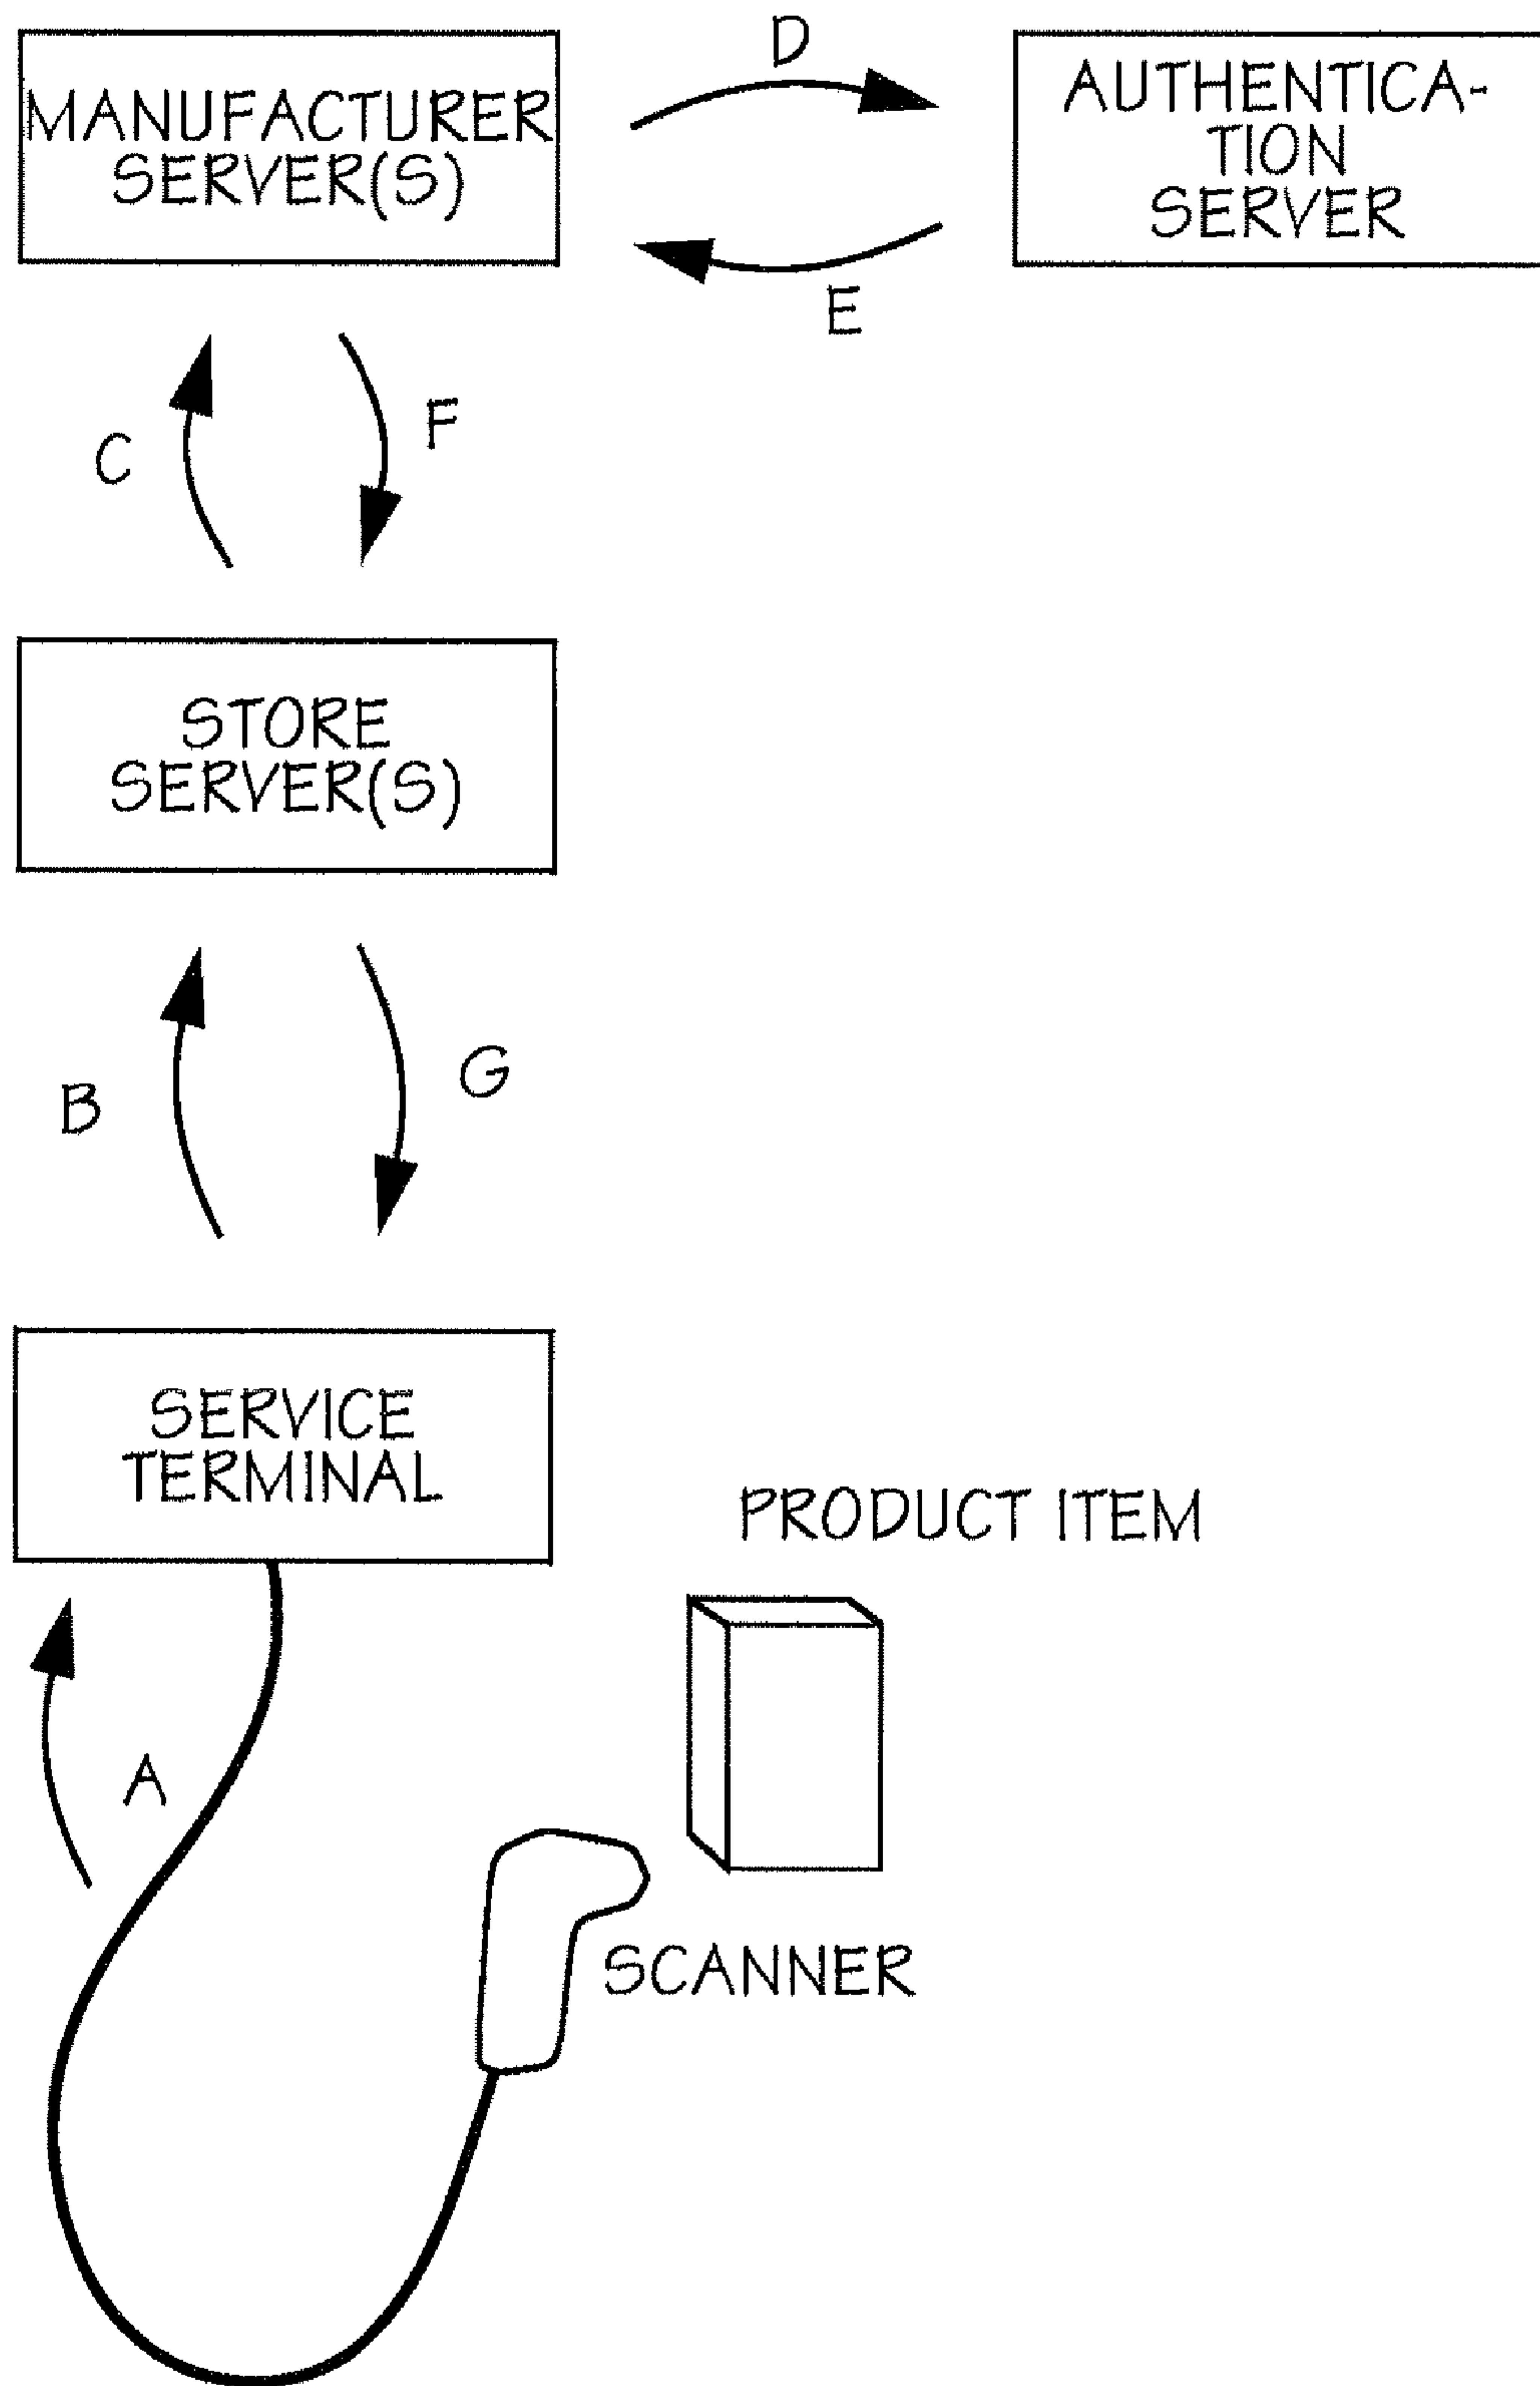 D
MANUFACTURER
SERVER(S)
AUTHENTICA-
TION
SERVER
E
C
F
STORE
SERVER(S)
B
G
SERVICE
TERMINAL
PRODUCT ITEM
A
SCANNER